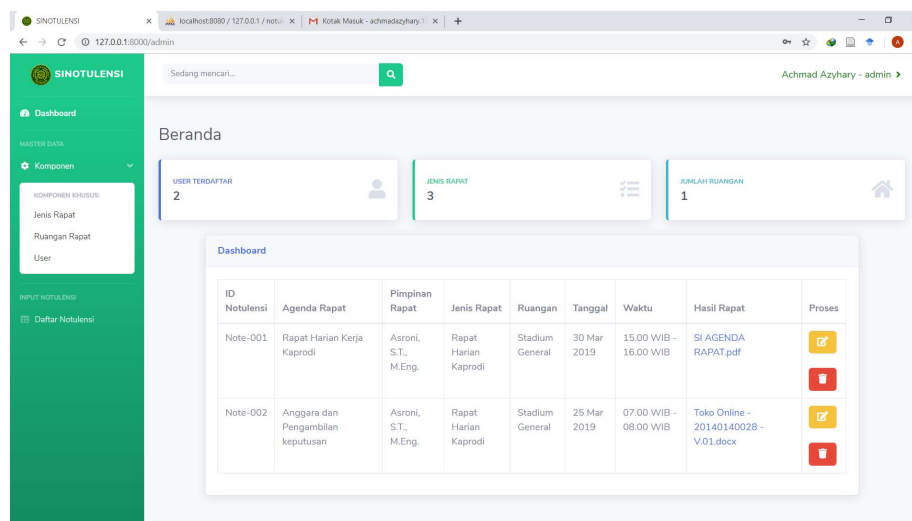 SINOTULENSI
localhost:8080 / 127.0.0.1 / notu
Kotak Masuk - achmadazyhary.1
127.0.0.1:8000/admin
SINOTULENSI
Sedang mencari...
Achmad Azyhary - admin
Dashboard
MASTER DATA
Komponen
KOMPONEN KHUSUS:
Jenis Rapat
Ruangan Rapat
User
INPUT NOTULENSI
Daftar Notulensi
Beranda
USER TERDAFTAR
2
JENIS RAPAT
3
JUMLAH RUANGAN
1
Dashboard
ID
Notulensi
Agenda Rapat
Pimpinan
Rapat
Jenis Rapat
Ruangan
Tanggal
Waktu
Hasil Rapat
Proses
Note-001
Rapat Harian Kerja
Kaprodi
Asroni,
S.T.,
M.Eng.
Rapat
Harian
Kaprodi
Stadium
General
30 Mar
2019
15.00 WIB -
16.00 WIB
SI AGENDA
RAPAT.pdf
Note-002
Anggara dan
Pengambilan
keputusan
Asroni,
S.T.,
M.Eng.
Rapat
Harian
Kaprodi
Stadium
General
25 Mar
2019
07.00 WIB -
08.00 WIB
Toko Online -
20140140028 -
V.01.docx